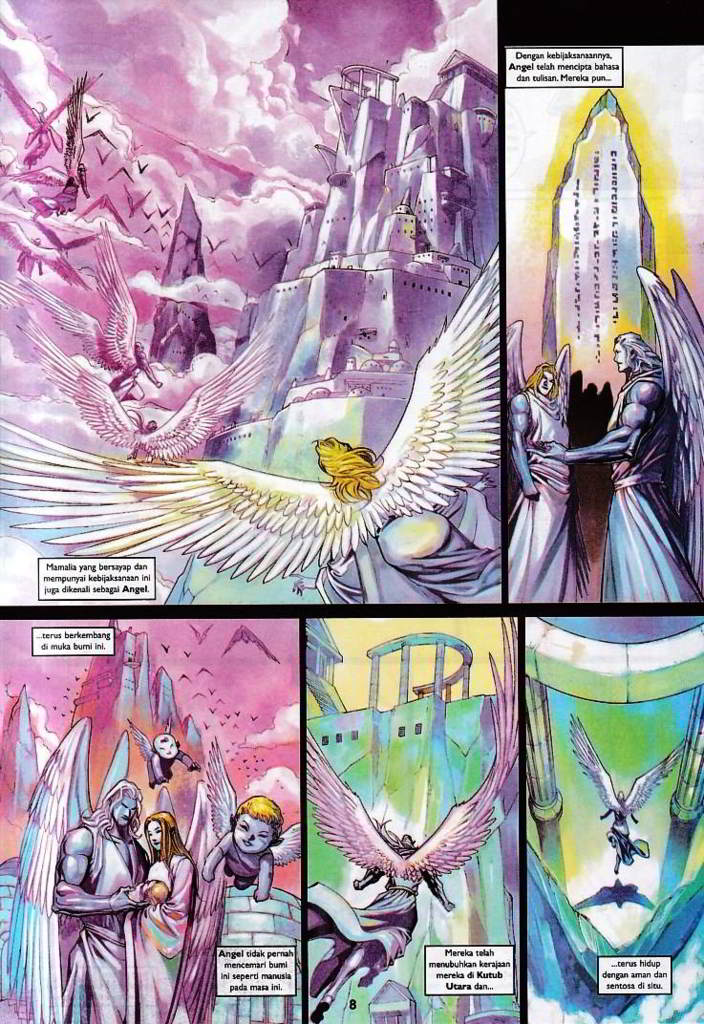 Mamalia yang bersayap dan
mempunyai kebijaksanaan ini
juga dikenali sebagai Angel.
Dengan kebijaksanaannya,
Angel telah mencipta bahasa
dan tulisan. Mereka pun...
...terus berkembang
di muka bumi ini.
Angel tidak pernah
mencemari bumi
ini seperti manusia
pada masa ini.
Mereka telah
menubuhkan kerajaan
mereka di Kutub
Utara dan...
...terus hidup
dengan aman dan
sentosa di situ.
8